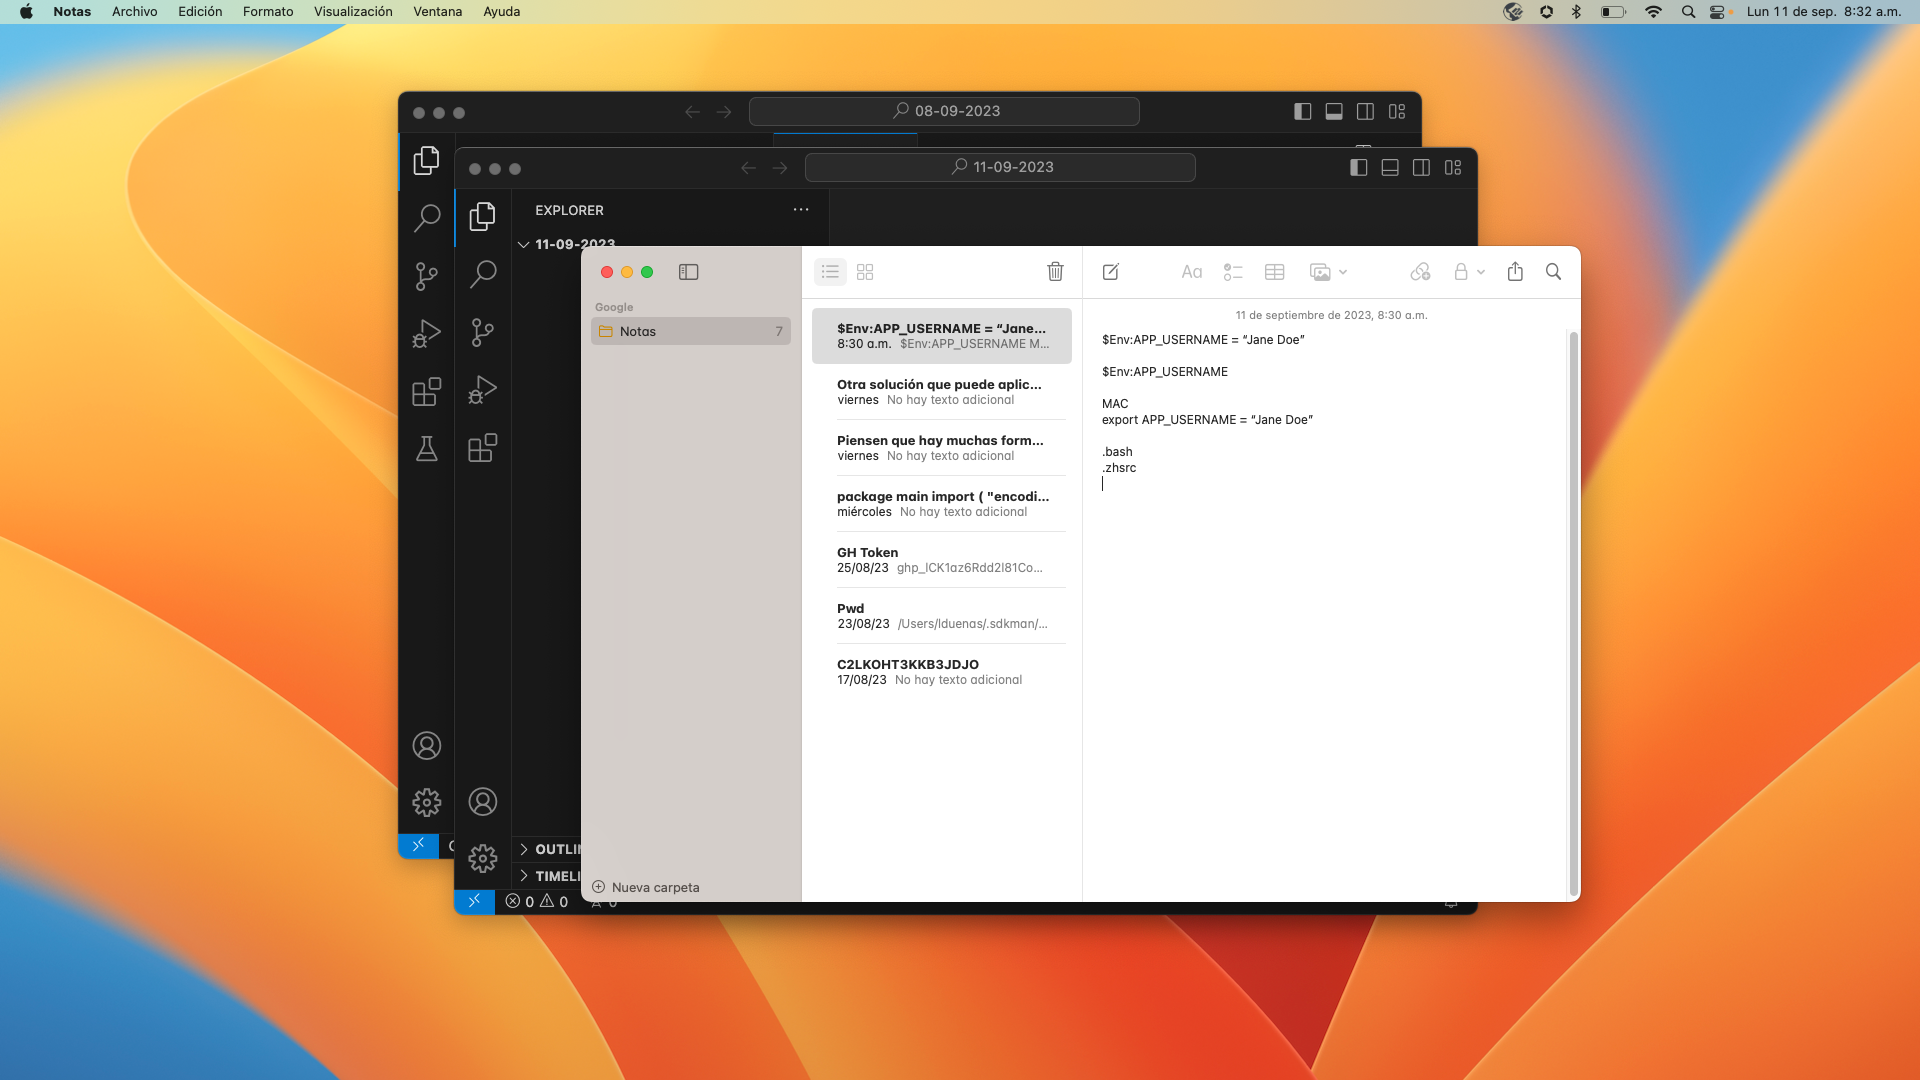 Notas Archivo Edición Formato Visualización Ventana Ayuda
Lun 11 de sep. 8:32 a.m.
08-09-2023
11-09-2023
EXPLORER
11-09-2023
Google
Notas 7
Nueva carpeta
$Env:APP_USERNAME = “Jane...
8:30 a.m. $Env:APP_USERNAME M...
Otra solución que puede aplic...
viernes No hay texto adicional
Piensen que hay muchas form...
viernes No hay texto adicional
package main import ( "encodi...
miércoles No hay texto adicional
GH Token
25/08/23 ghp_lCK1az6Rdd2I81Co...
Pwd
23/08/23 /Users/lduenas/.sdkman/...
C2LKOHT3KKB3JDJO
17/08/23 No hay texto adicional
Aa
11 de septiembre de 2023, 8:30 a.m.
$Env:APP_USERNAME = “Jane Doe”
$Env:APP_USERNAME
MAC
export APP_USERNAME = “Jane Doe”
.bash
.zhsrc
OUTLI
TIMELI
0 0 0